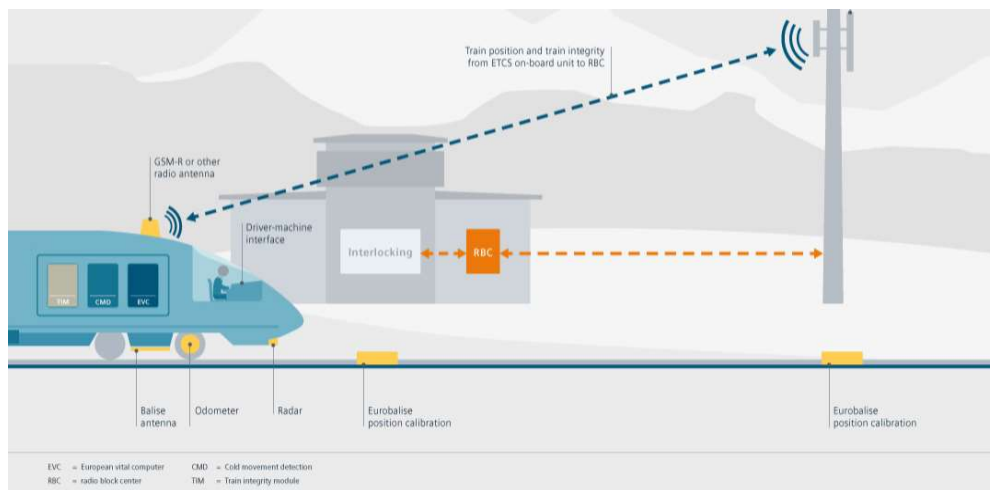 Train position and train integrity
from ETCS on-board unit to RBC
GSM-R or other
radio antenna
Driver-machine
interface
Interlocking
RBC
TIM
CMD
EVC
Balise
antenna
Odometer
Radar
Eurobalise
position calibration
Eurobalise
position calibration
EVC = European vital computer
CMD = Cold movement detection
RBC = radio block center
TIM = Train integrity module